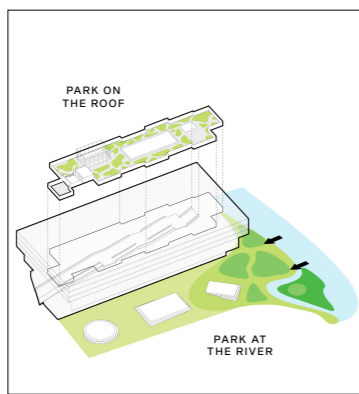 PARK ON
THE ROOF
PARK AT
THE RIVER